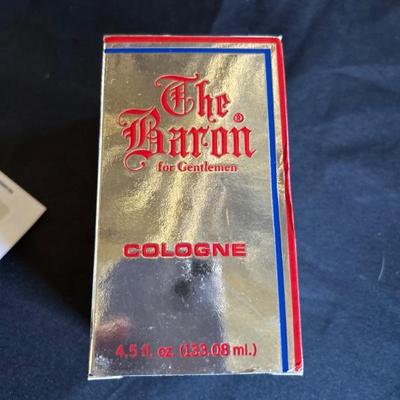 The
Baron®
for Gentlemen
COLOGNE
4.5 fl. oz. (133.08 ml.)